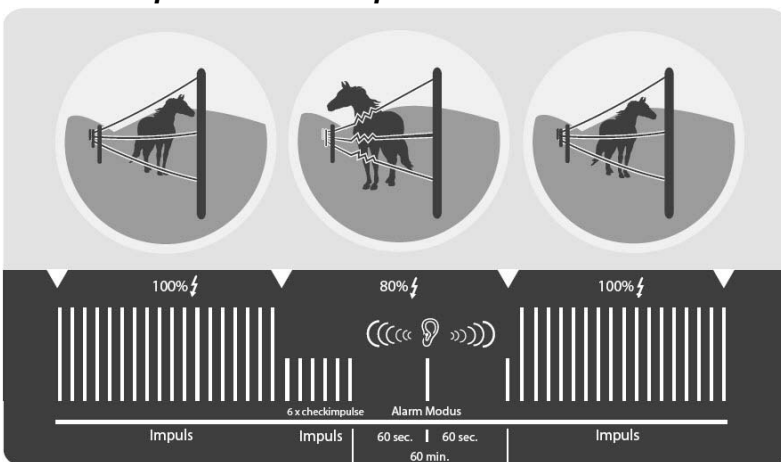 100% 80% 100%
6 x checkimpulse Alarm Modus
Impuls Impuls 60 sec. 60 sec. Impuls
60 min.